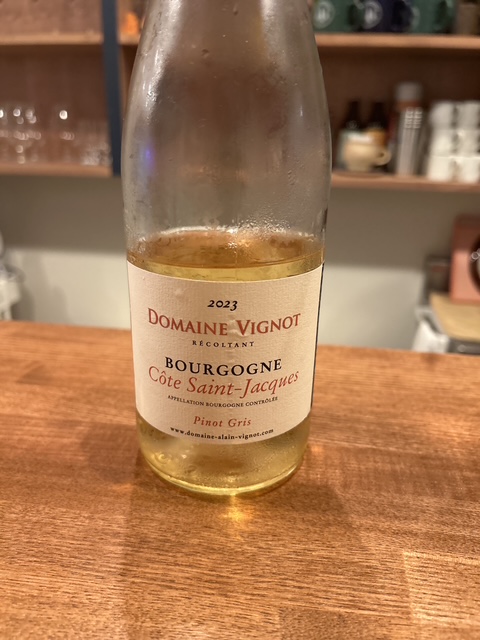 2023
DOMAINE VIGNOT
RÉCOLTANT
BOURGOGNE
Côte Saint-Jacques
APPELLATION BOURGOGNE CONTRÔLÉE
Pinot Gris
www.domaine-alain-vignot.com